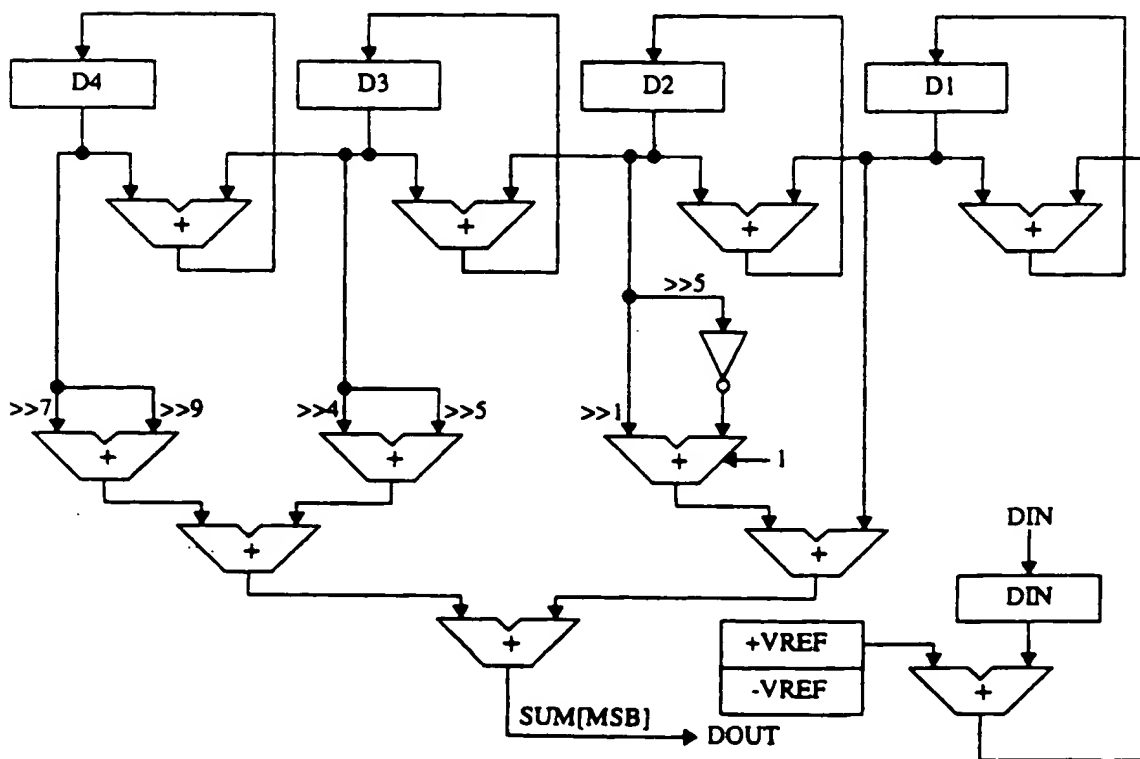 D4
D3
D2
D1
+
+
+
+
>>5
>>7
>>9
>>4
>>5
>>1
+
+
+
1
+
+
DIN
DIN
+
+VREF
-VREF
+
SUM[MSB]
DOUT